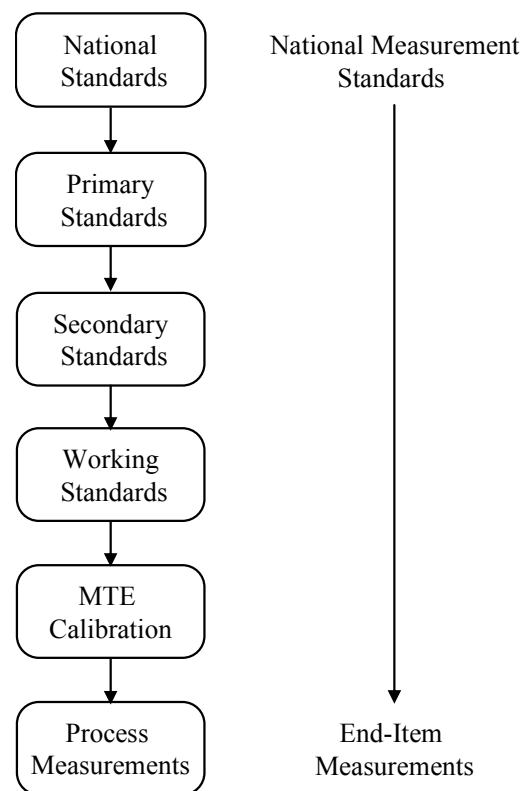 National
Standards
National Measurement
Standards
Primary
Standards
Secondary
Standards
Working
Standards
MTE
Calibration
Process
Measurements
End-Item
Measurements